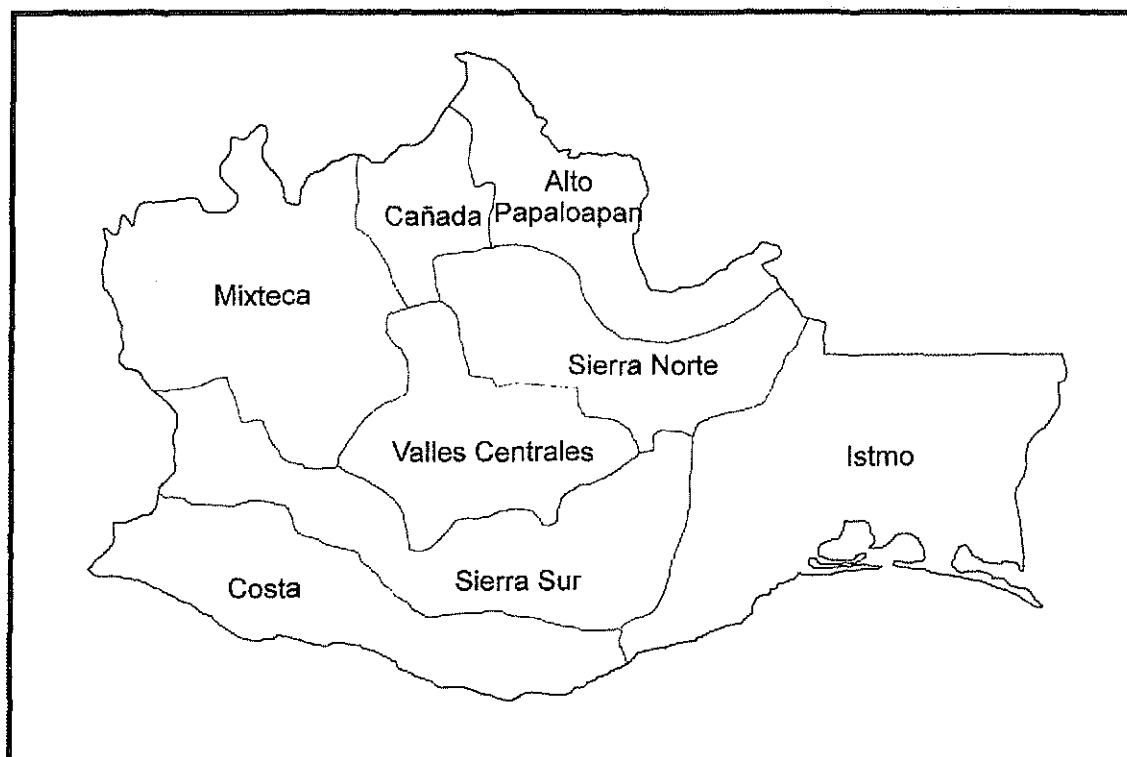 Alto
Papaloapan
Cañada
Mixteca
Sierra Norte
Valles Centrales
Istmo
Sierra Sur
Costa